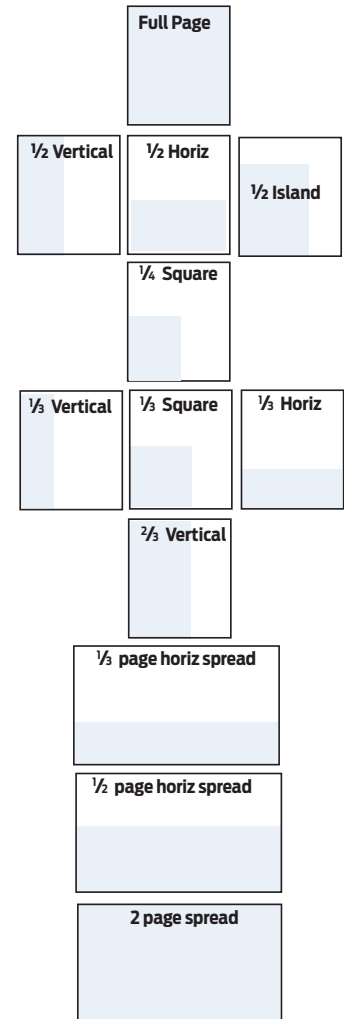 Full Page
½ Vertical
½ Horiz
½ Island
¼ Square
⅓ Vertical
⅓ Square
⅓ Horiz
⅔ Vertical
⅓ page horiz spread
½ page horiz spread
2 page spread